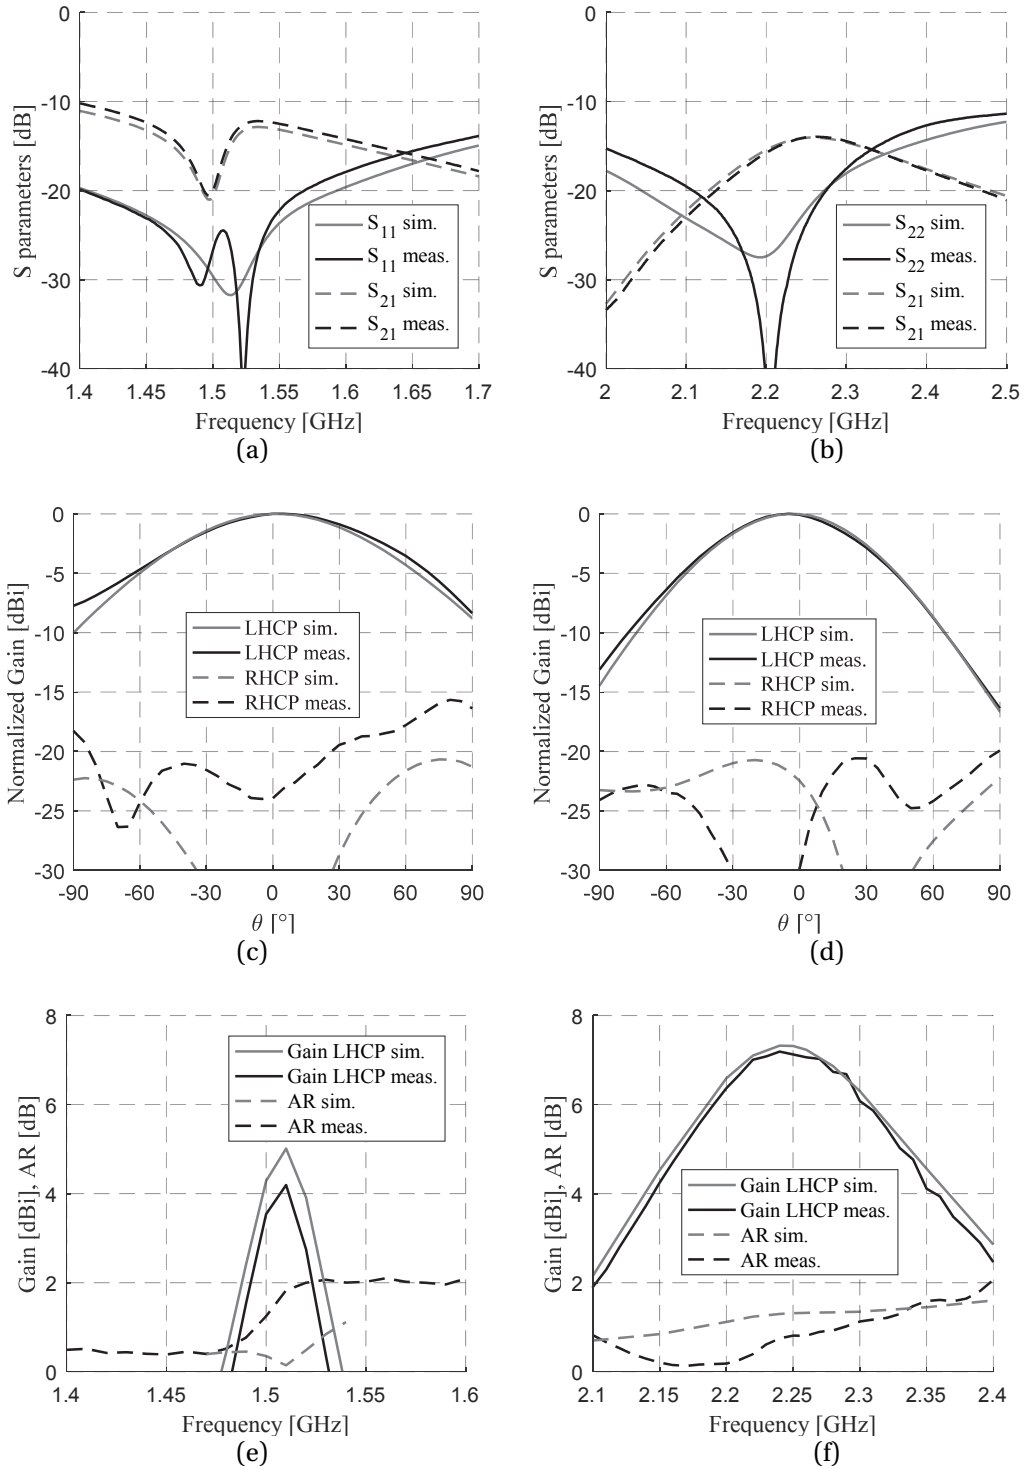 0
-10
-20
-30
-40
S parameters [dB]
1.4 1.45 1.5 1.55 1.6 1.65 1.7
Frequency [GHz]
S11 sim.
S11 meas.
S21 sim.
S21 meas.
(a)
0
-10
-20
-30
-40
S parameters [dB]
2 2.1 2.2 2.3 2.4 2.5
Frequency [GHz]
S22 sim.
S22 meas.
S21 sim.
S21 meas.
(b)
0
-5
-10
-15
-20
-25
-30
Normalized Gain [dBi]
-90 -60 -30 0 30 60 90
θ [°]
LHCP sim.
LHCP meas.
RHCP sim.
RHCP meas.
(c)
0
-5
-10
-15
-20
-25
-30
Normalized Gain [dBi]
-90 -60 -30 0 30 60 90
θ [°]
LHCP sim.
LHCP meas.
RHCP sim.
RHCP meas.
(d)
8
6
4
2
0
Gain [dBi], AR [dB]
1.4 1.45 1.5 1.55 1.6
Frequency [GHz]
Gain LHCP sim.
Gain LHCP meas.
AR sim.
AR meas.
(e)
8
6
4
2
0
Gain [dBi], AR [dB]
2.1 2.15 2.2 2.25 2.3 2.35 2.4
Frequency [GHz]
Gain LHCP sim.
Gain LHCP meas.
AR sim.
AR meas.
(f)